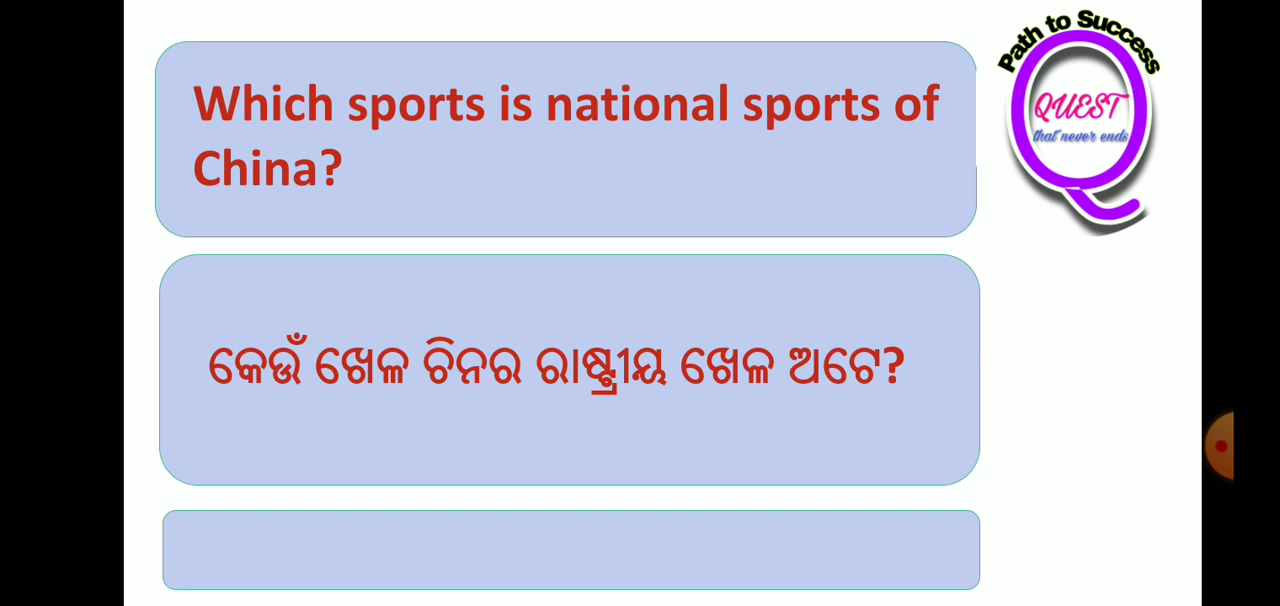 Path to Success
Which sports is national sports of
China?
QUEST
that never ends
କେଉଁ ଖେଳ ଚିନର ରାଷ୍ଟ୍ରୀୟ ଖେଳ ଅଟେ?